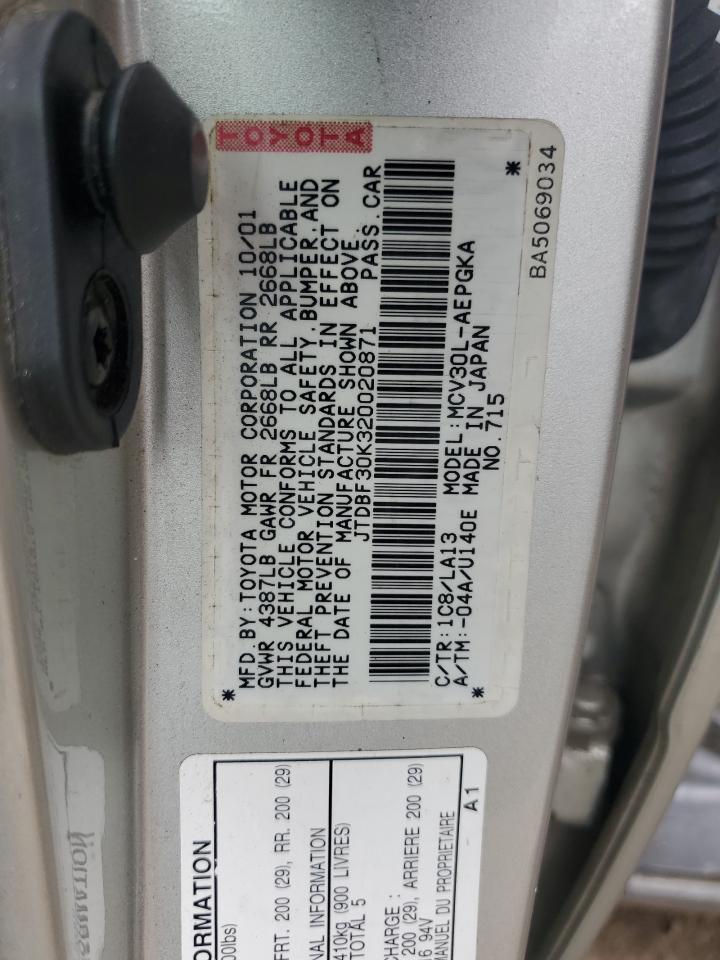 TOYOTA
MFD. BY: TOYOTA MOTOR CORPORATION 10/01
GVWR 4387LB GAWR FR 2668LB RR 2668LB
THIS VEHICLE CONFORMS TO ALL APPLICABLE
FEDERAL MOTOR VEHICLE SAFETY, BUMPER, AND
THEFT PREVENTION STANDARDS IN EFFECT ON
THE DATE OF MANUFACTURE SHOWN ABOVE.
JTDBF30K320020871 PASS. CAR
* *
C/TR: 1C8/LA13 MODEL: MCV30L-AEPGKA
A/TM: -04A/U140E MADE IN JAPAN
* NO. 715
BA5069034
ORMATION
00lbs)
FRT. 200 (29), RR. 200 (29)
NAL INFORMATION
410kg (900 LIVRES)
TOTAL 5
CHARGE :
200 (29), ARRIERE 200 (29)
94V
MANUEL DU PROPRIETAIRE
A1